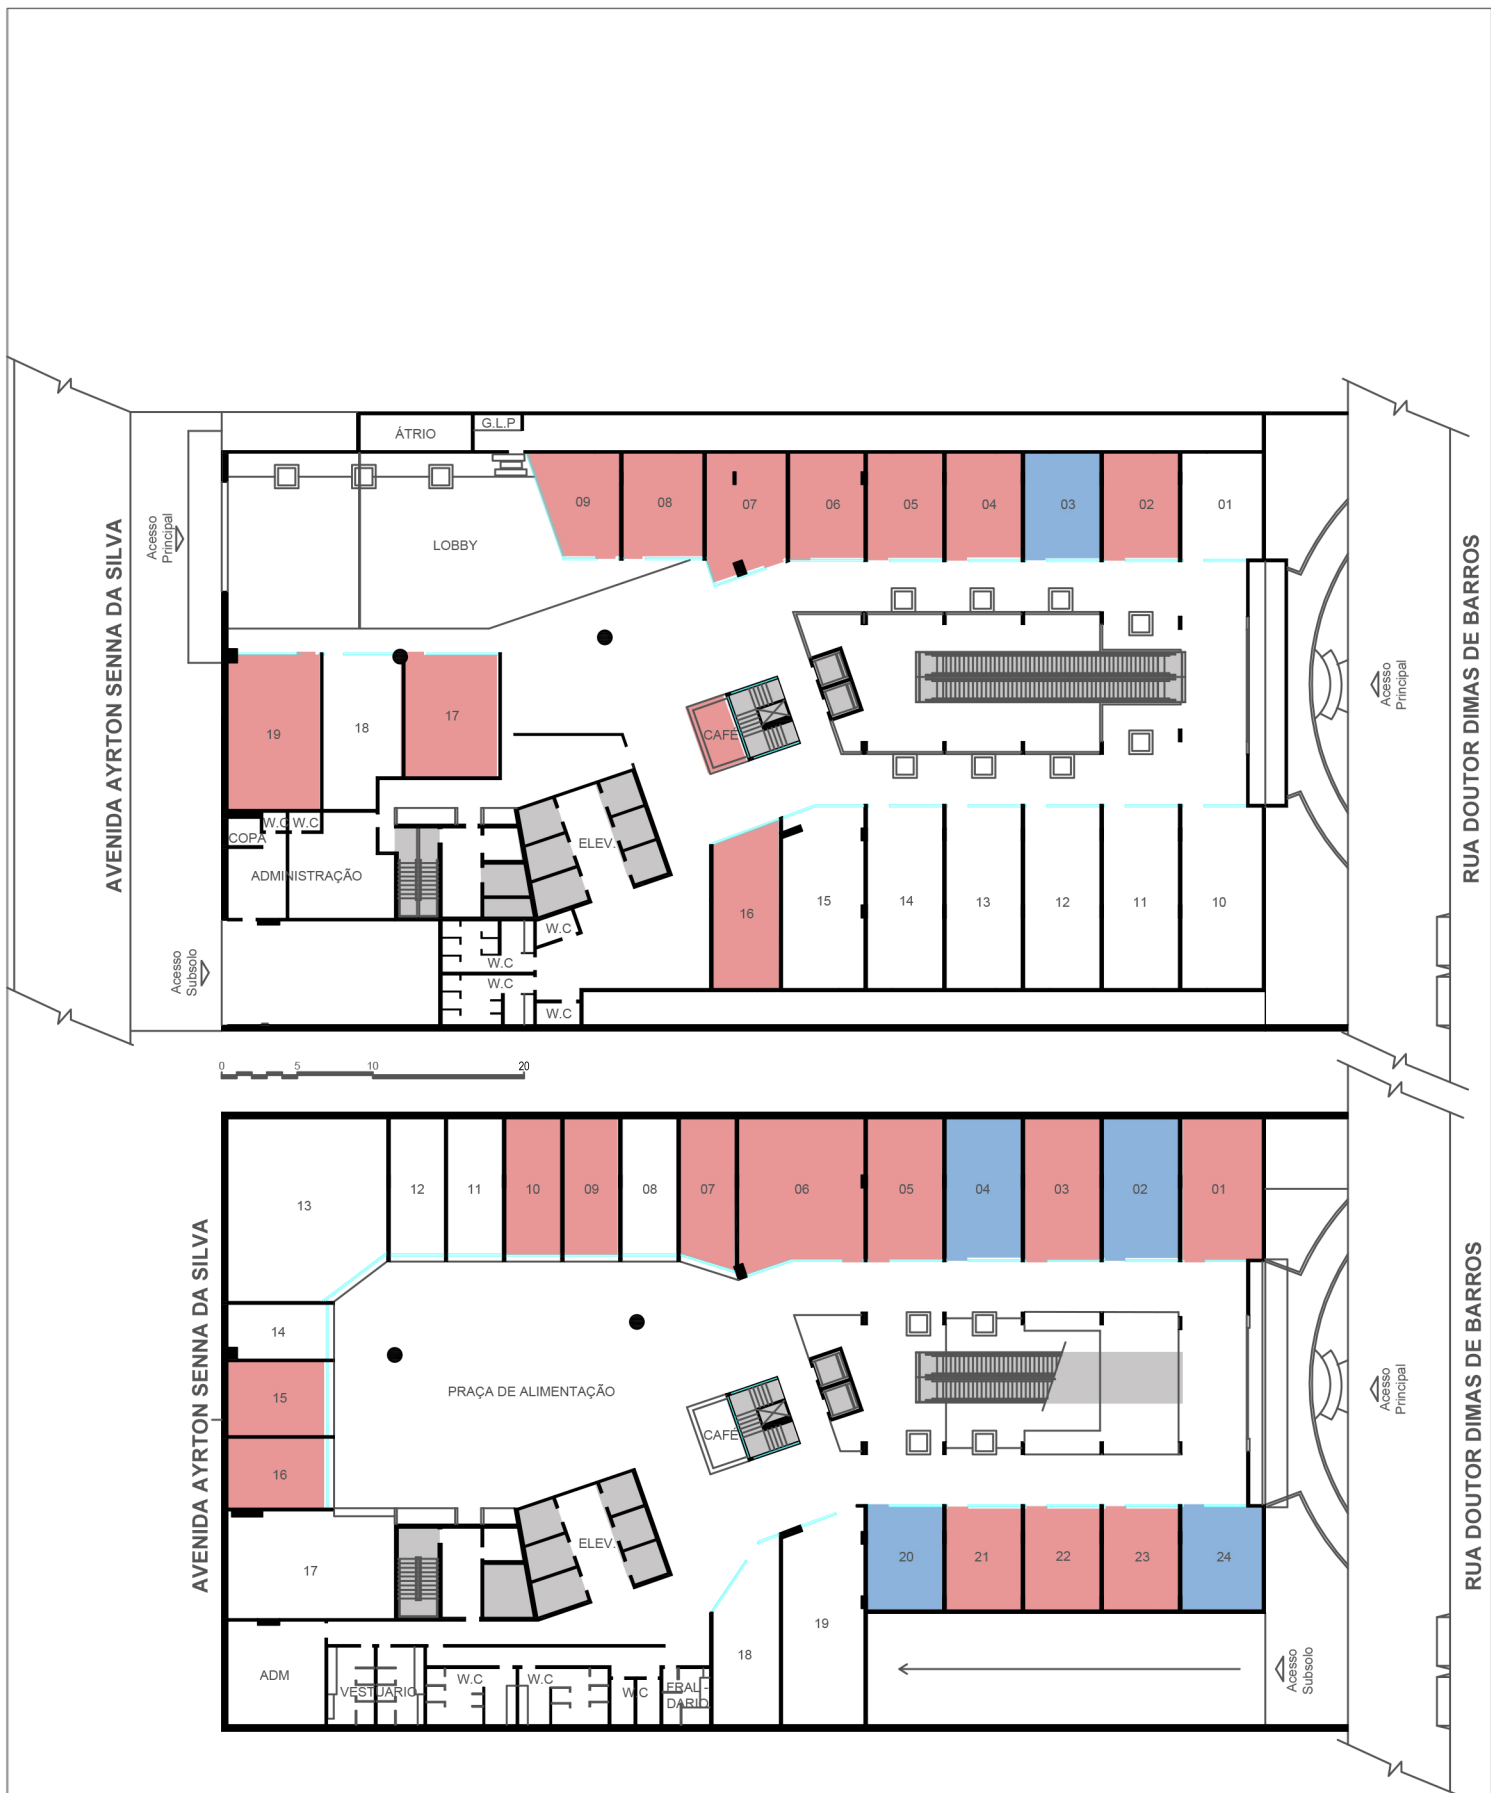 ÁTRIO
G.L.P
09
08
07
06
05
04
03
02
01
LOBBY
Acesso
Principal
AVENIDA AYRTON SENNA DA SILVA
19
18
17
CAFÉ
Acesso
Principal
RUA DOUTOR DIMAS DE BARROS
W.C
W.C
COPA
ADMINISTRAÇÃO
ELEV.
16
15
14
13
12
11
10
W.C
W.C
W.C
W.C
Acesso
Subsolo
0
5
10
20
13
12
11
10
09
08
07
06
05
04
03
02
01
14
15
16
17
PRAÇA DE ALIMENTAÇÃO
CAFÉ
AVENIDA AYRTON SENNA DA SILVA
Acesso
Principal
RUA DOUTOR DIMAS DE BARROS
ELEV.
20
21
22
23
24
19
18
ADM
VESTUÁRIO
W.C
W.C
W.C
FRAL -
DÁRIO
Acesso
Subsolo